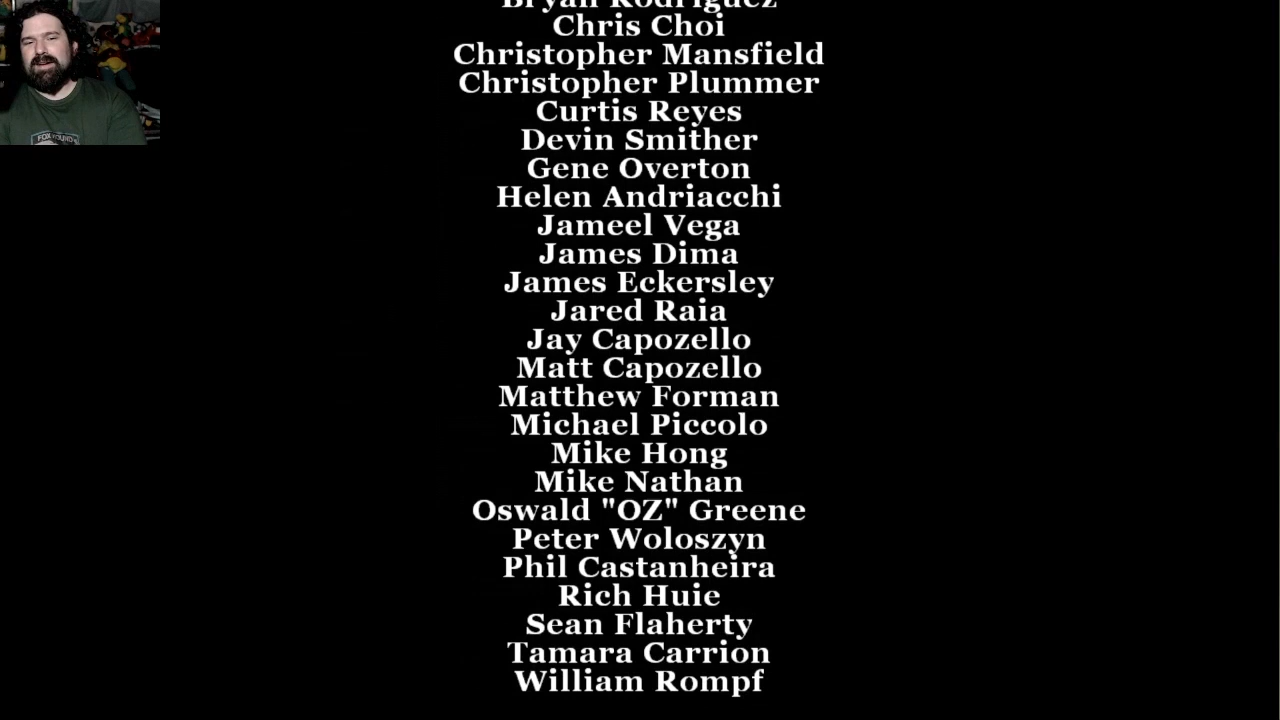 Bryan Rodriguez
Chris Choi
Christopher Mansfield
Christopher Plummer
Curtis Reyes
Devin Smither
Gene Overton
Helen Andriacchi
Jameel Vega
James Dima
James Eckersley
Jared Raia
Jay Capozello
Matt Capozello
Matthew Forman
Michael Piccolo
Mike Hong
Mike Nathan
Oswald "OZ" Greene
Peter Woloszyn
Phil Castanheira
Rich Huie
Sean Flaherty
Tamara Carrion
William Rompf